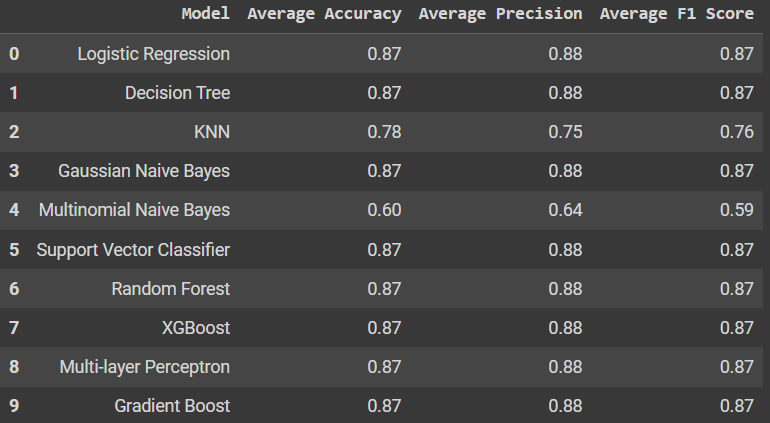 Model Average Accuracy Average Precision Average F1 Score
0 Logistic Regression 0.87 0.88 0.87
1 Decision Tree 0.87 0.88 0.87
2 KNN 0.78 0.75 0.76
3 Gaussian Naive Bayes 0.87 0.88 0.87
4 Multinomial Naive Bayes 0.60 0.64 0.59
5 Support Vector Classifier 0.87 0.88 0.87
6 Random Forest 0.87 0.88 0.87
7 XGBoost 0.87 0.88 0.87
8 Multi-layer Perceptron 0.87 0.88 0.87
9 Gradient Boost 0.87 0.88 0.87